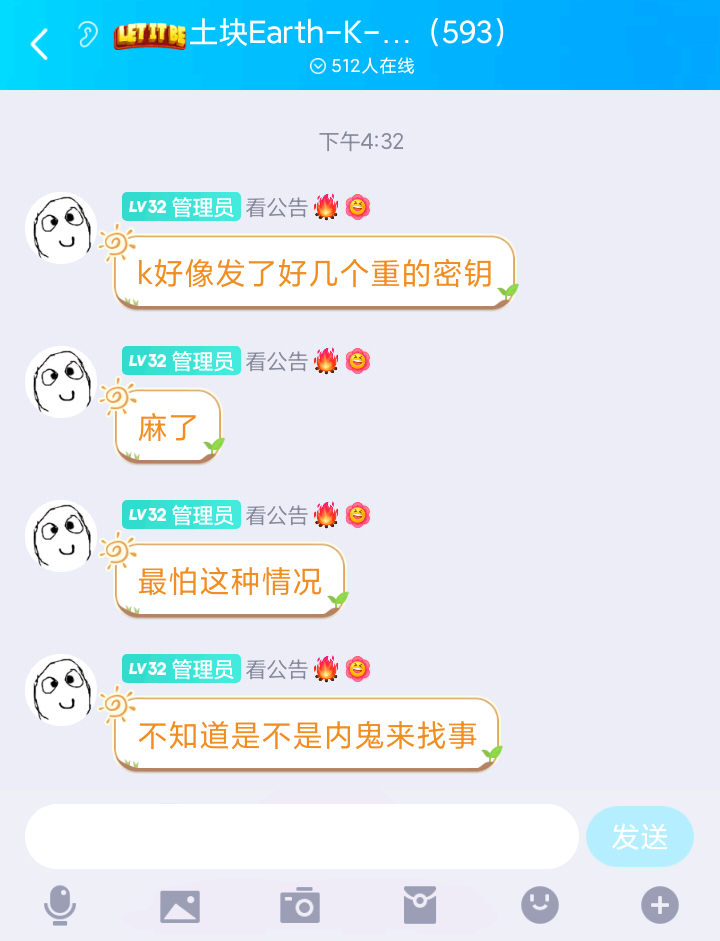 LET IT BE土块Earth-K-...（593）
512人在线
下午4:32
LV32 管理员 看公告
k好像发了好几个重的密钥
LV32 管理员 看公告
麻了
LV32 管理员 看公告
最怕这种情况
LV32 管理员 看公告
不知道是不是内鬼来找事
发送